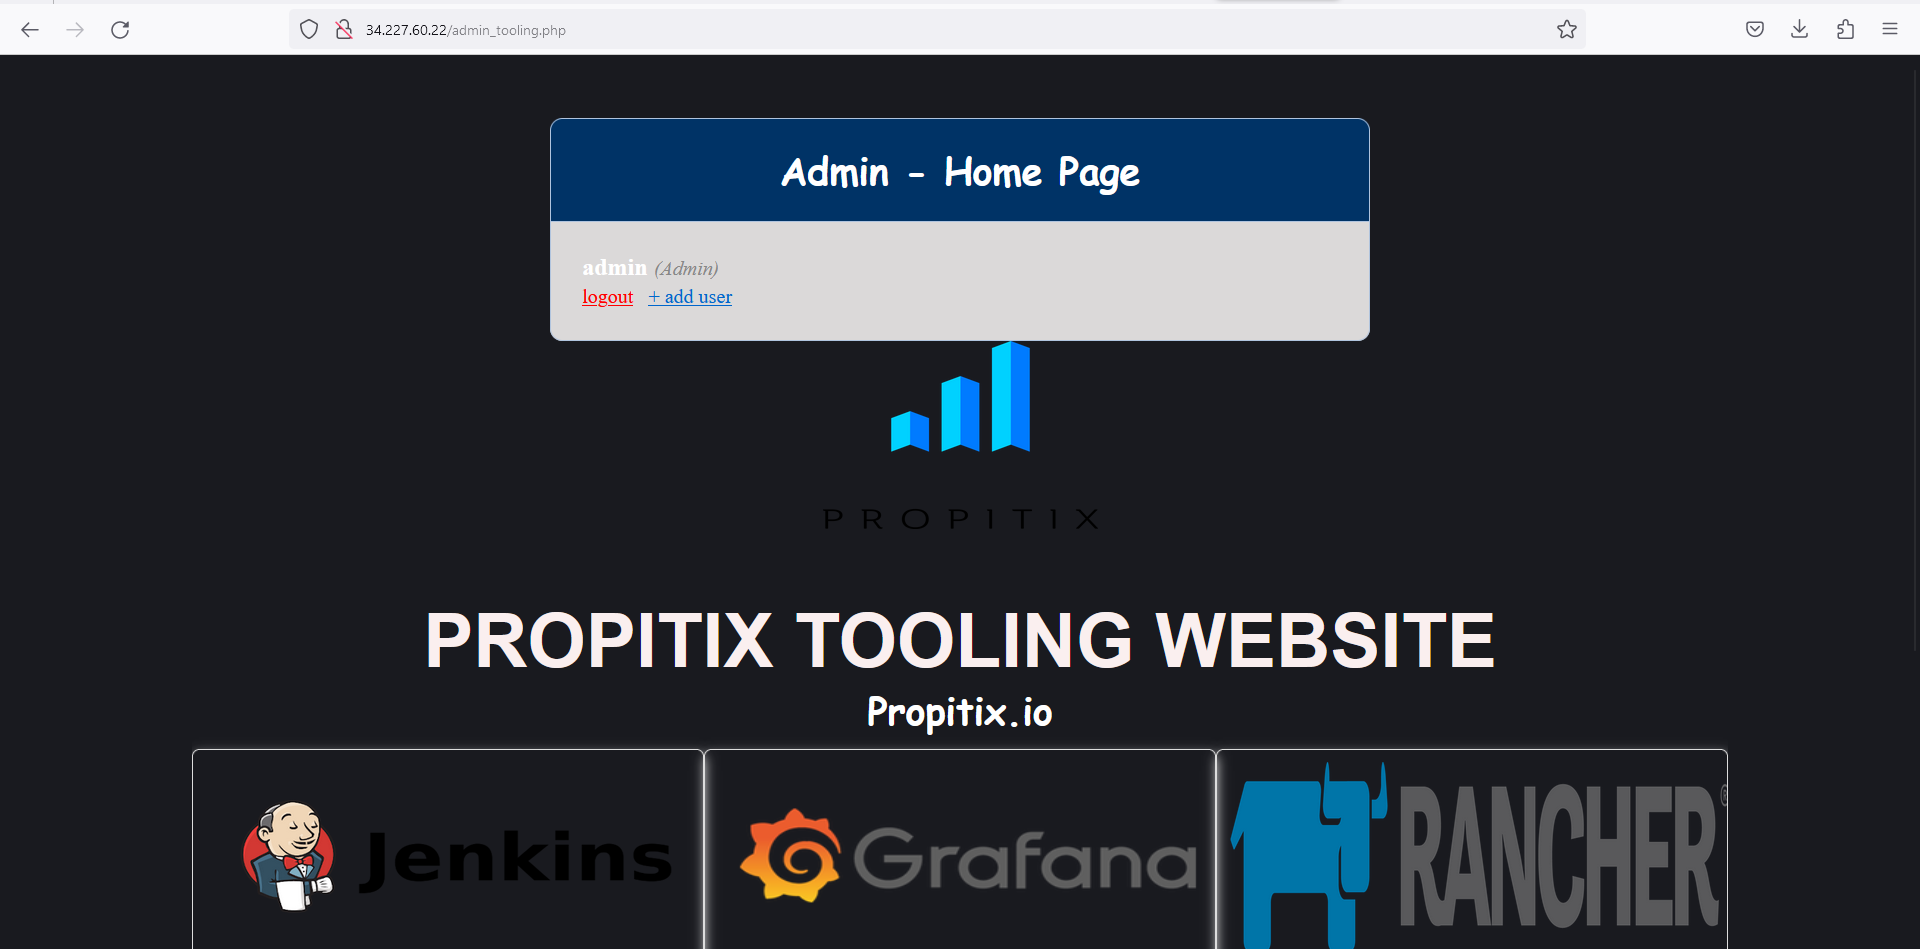 34.227.60.22/admin_tooling.php
Admin - Home Page
admin (Admin)
logout + add user
PROPITIX
PROPITIX TOOLING WEBSITE
Propitix.io
Jenkins
Grafana
RANCHER®